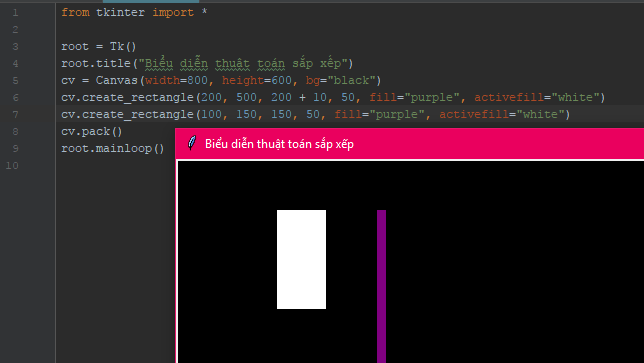 1 from tkinter import *
2
3 root = Tk()
4 root.title("Biểu diễn thuật toán sắp xếp")
5 cv = Canvas(width=800, height=600, bg="black")
6 cv.create_rectangle(200, 500, 200 + 10, 50, fill="purple", activefill="white")
7 cv.create_rectangle(100, 150, 150, 50, fill="purple", activefill="white")
8 cv.pack()
9 root.mainloop()
10
Biểu diễn thuật toán sắp xếp